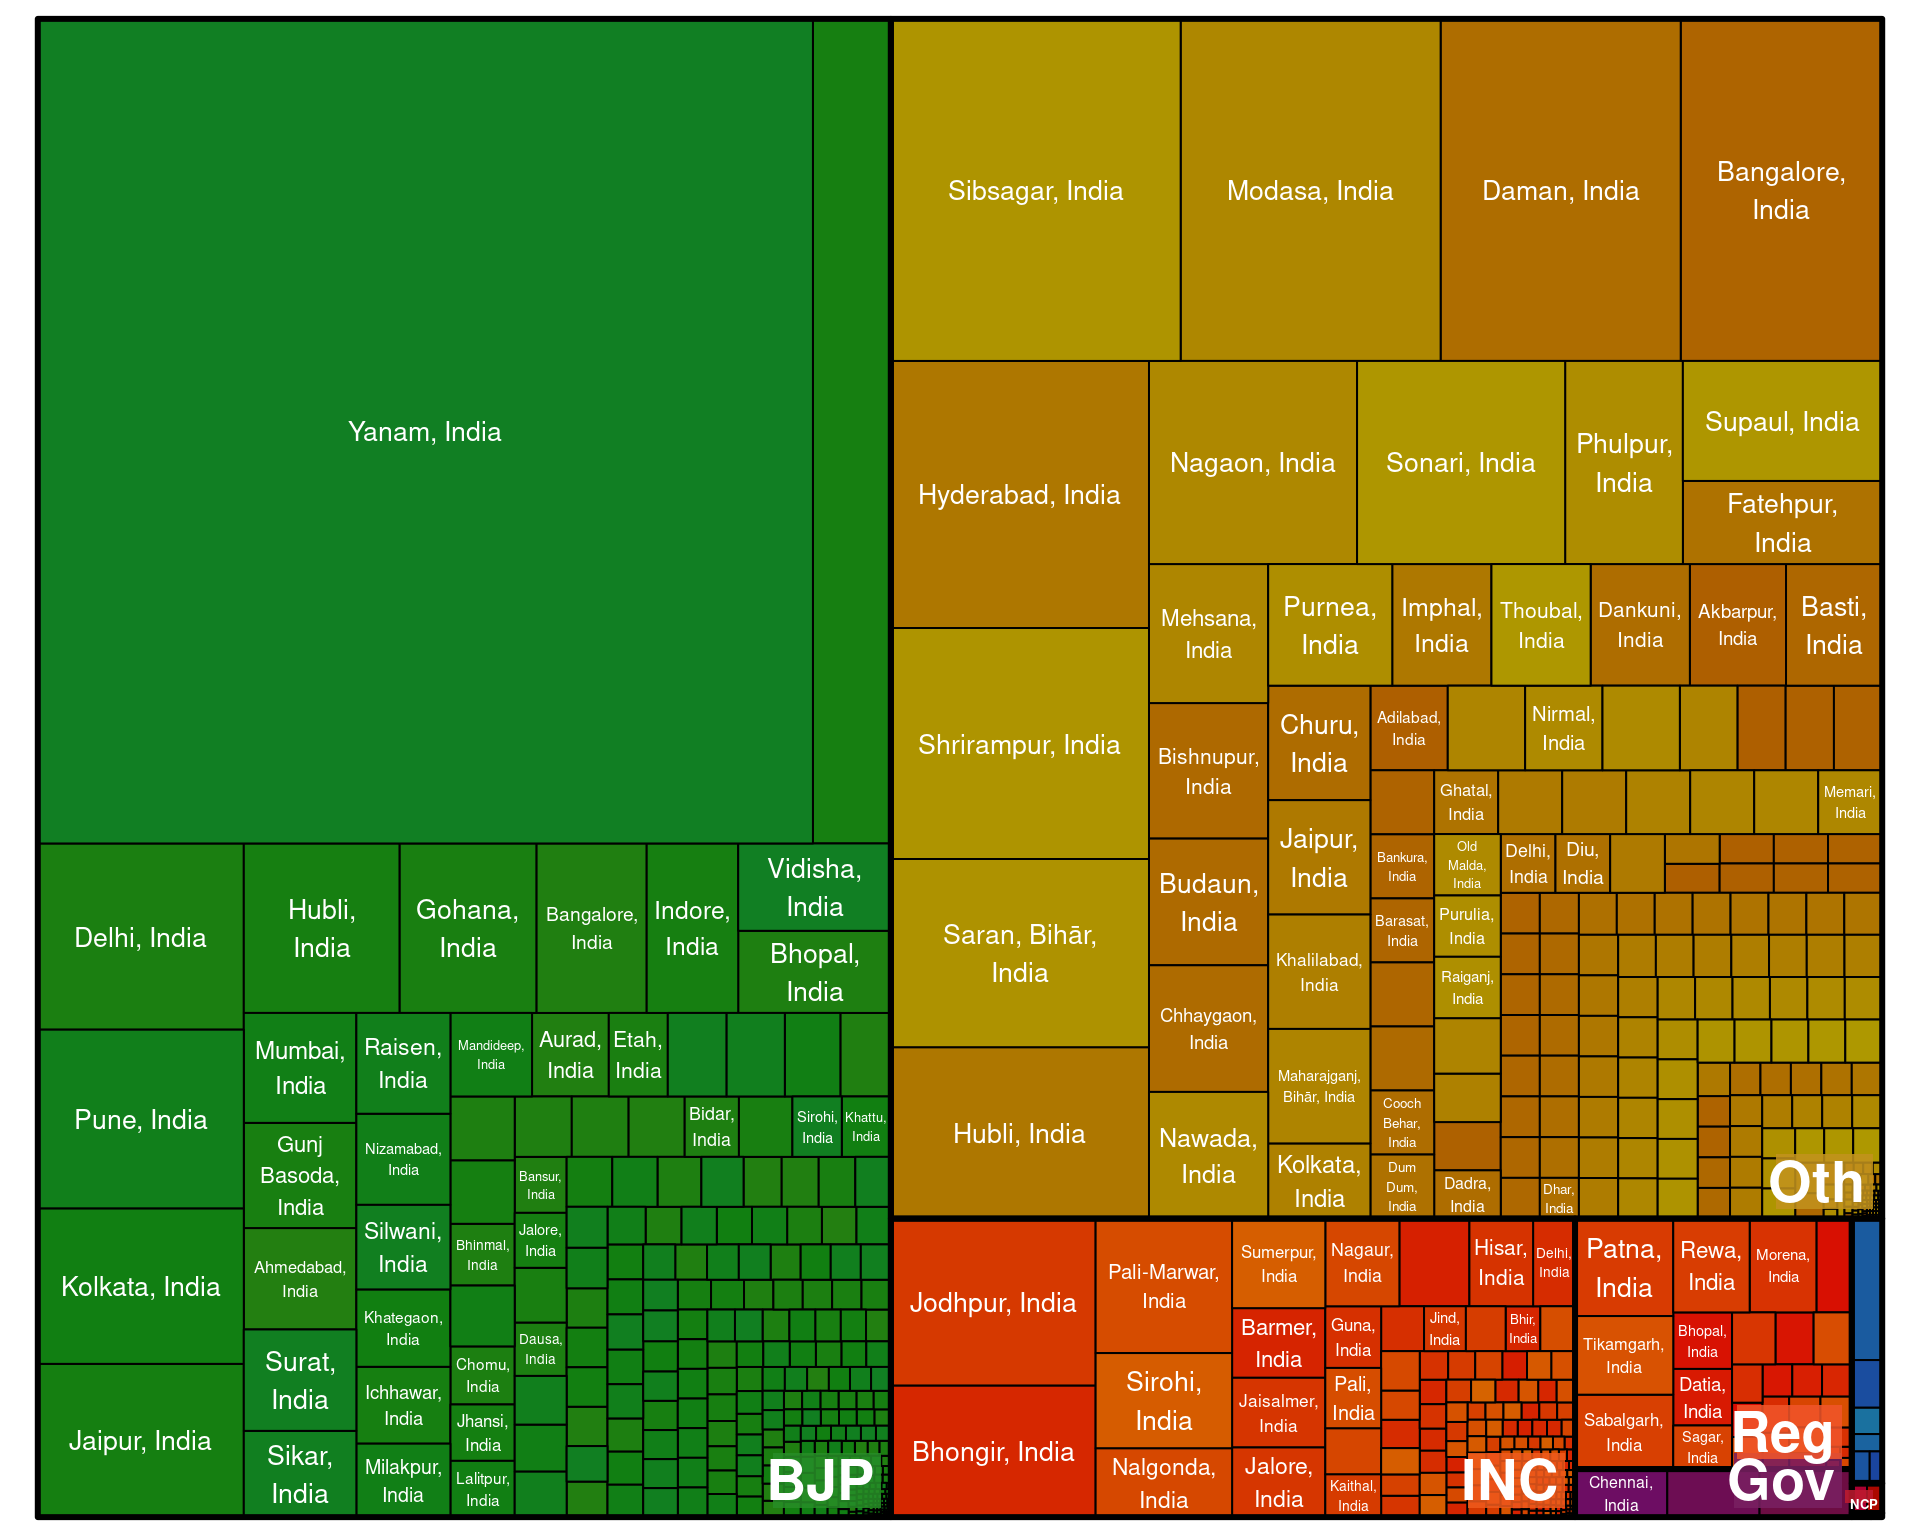 Yanam, India
Delhi, India
Pune, India
Kolkata, India
Jaipur, India
Hubli,
India
Gohana,
India
Bangalore,
India
Indore,
India
Vidisha,
India
Bhopal,
India
Mumbai,
India
Gunj
Basoda,
India
Ahmedabad,
India
Surat,
India
Sikar,
India
Raisen,
India
Nizamabad,
India
Silwani,
India
Khategaon,
India
Ichhawar,
India
Milakpur,
India
Mandideep,
India
Aurad,
India
Etah,
India
Bidar,
India
Sirohi,
India
Khattu,
India
Bhinmal,
India
Chomu,
India
Jhansi,
India
Lalitpur,
India
Bansur,
India
Jalore,
India
Dausa,
India
BJP
Sibsagar, India
Modasa, India
Daman, India
Bangalore,
India
Hyderabad, India
Shrirampur, India
Saran, Bihār,
India
Hubli, India
Nagaon, India
Sonari, India
Phulpur,
India
Supaul, India
Fatehpur,
India
Mehsana,
India
Bishnupur,
India
Budaun,
India
Chhaygaon,
India
Nawada,
India
Purnea,
India
Imphal,
India
Thoubal,
India
Dankuni,
India
Akbarpur,
India
Basti,
India
Churu,
India
Jaipur,
India
Khalilabad,
India
Maharajganj,
Bihār, India
Kolkata,
India
Adilabad,
India
Nirmal,
India
Ghatal,
India
Memari,
India
Bankura,
India
Barasat,
India
Cooch
Behar,
India
Dum
Dum,
India
Old
Malda,
India
Purulia,
India
Raiganj,
India
Dadra,
India
Delhi,
India
Diu,
India
Dhar,
India
Oth
Jodhpur, India
Bhongir, India
Pali-Marwar,
India
Sirohi,
India
Nalgonda,
India
Sumerpur,
India
Barmer,
India
Jaisalmer,
India
Jalore,
India
Nagaur,
India
Guna,
India
Pali,
India
Kaithal,
India
Hisar,
India
Delhi,
India
Jind,
India
Bhir,
India
INC
Patna,
India
Tikamgarh,
India
Sabalgarh,
India
Rewa,
India
Morena,
India
Bhopal,
India
Datia,
India
Sagar,
India
Reg
Chennai,
India
Gov
NCP